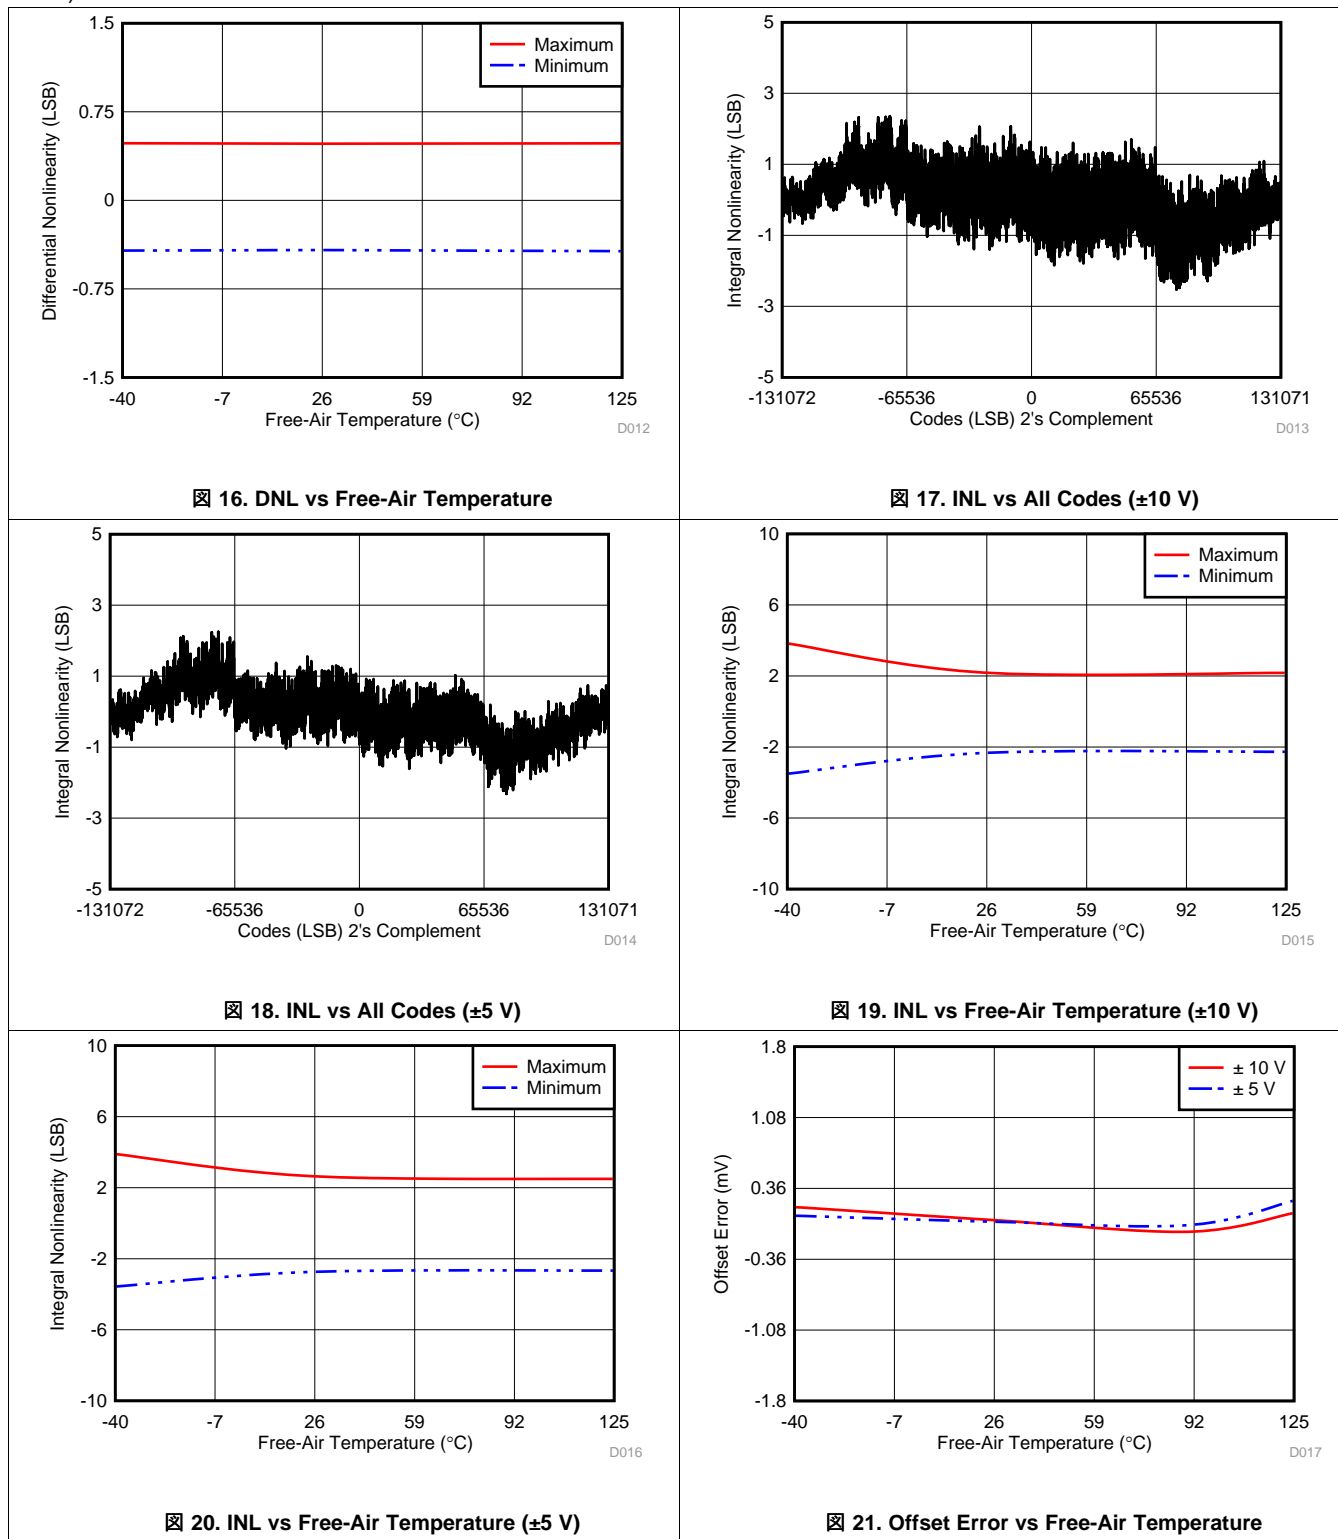 1.5
0.75
0
-0.75
-1.5
Differential Nonlinearity (LSB)
Maximum
Minimum
-40 -7 26 59 92 125
Free-Air Temperature (°C)
D012
図 16. DNL vs Free-Air Temperature
5
3
1
-1
-3
-5
Integral Nonlinearity (LSB)
-131072 -65536 0 65536 131071
Codes (LSB) 2's Complement
D013
図 17. INL vs All Codes (±10 V)
5
3
1
-1
-3
-5
Integral Nonlinearity (LSB)
-131072 -65536 0 65536 131071
Codes (LSB) 2's Complement
D014
図 18. INL vs All Codes (±5 V)
10
6
2
-2
-6
-10
Integral Nonlinearity (LSB)
Maximum
Minimum
-40 -7 26 59 92 125
Free-Air Temperature (°C)
D015
図 19. INL vs Free-Air Temperature (±10 V)
10
6
2
-2
-6
-10
Integral Nonlinearity (LSB)
Maximum
Minimum
-40 -7 26 59 92 125
Free-Air Temperature (°C)
D016
図 20. INL vs Free-Air Temperature (±5 V)
1.8
1.08
0.36
-0.36
-1.08
-1.8
Offset Error (mV)
± 10 V
± 5 V
-40 -7 26 59 92 125
Free-Air Temperature (°C)
D017
図 21. Offset Error vs Free-Air Temperature